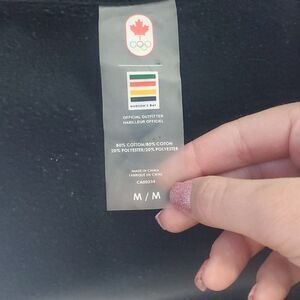 HUDSON'S BAY
OFFICIAL OUTFITTER
HABILLEUR OFFICIEL
80% COTTON/80% COTON
20% POLYESTER/20% POLYESTER
MADE IN CHINA
FABRIQUÉ EN CHINE
CA00234
M / M